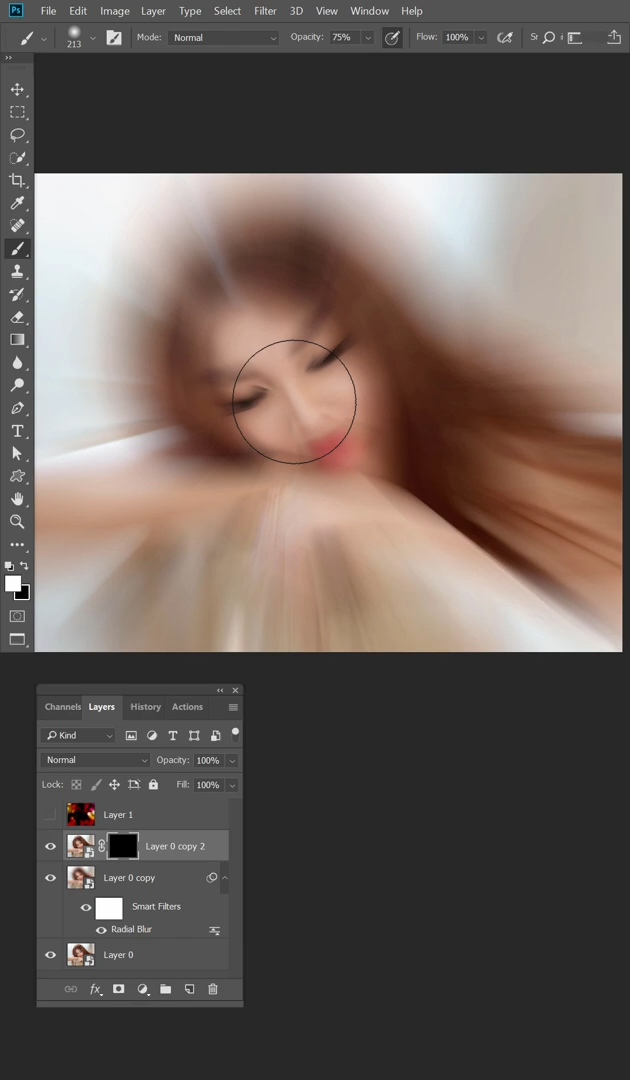 Ps File Edit Image Layer Type Select Filter 3D View Window Help
213 Mode: Normal Opacity: 75% Flow: 100%
T
Channels Layers History Actions
Kind T
Normal Opacity: 100%
Lock: Fill: 100%
Layer 1
Layer 0 copy 2
Layer 0 copy
Smart Filters
Radial Blur
Layer 0
fx